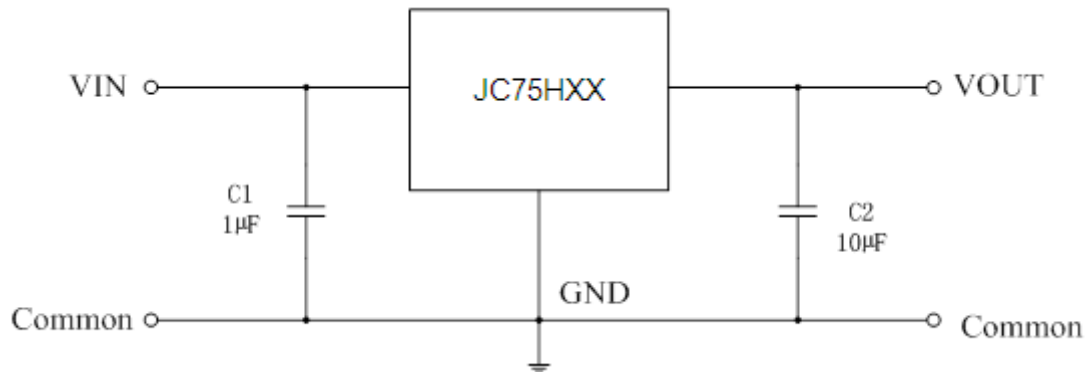 VIN
JC75HXX
VOUT
C1
1μF
C2
10μF
GND
Common
Common